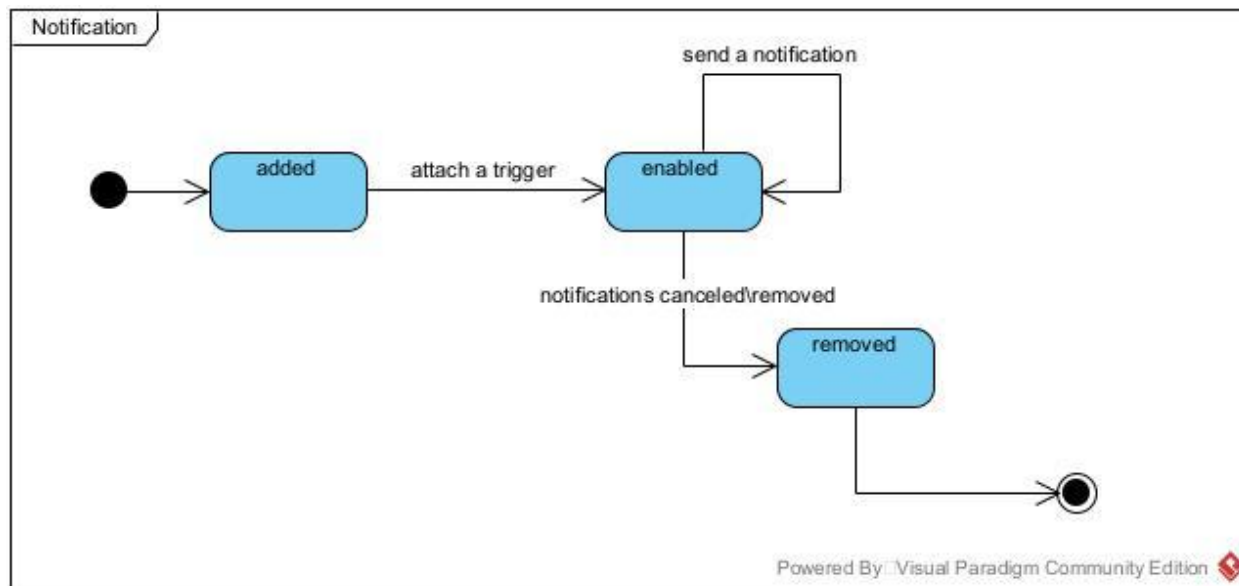 Notification
send a notification
added
attach a trigger
enabled
notifications canceled\removed
removed
Powered By Visual Paradigm Community Edition